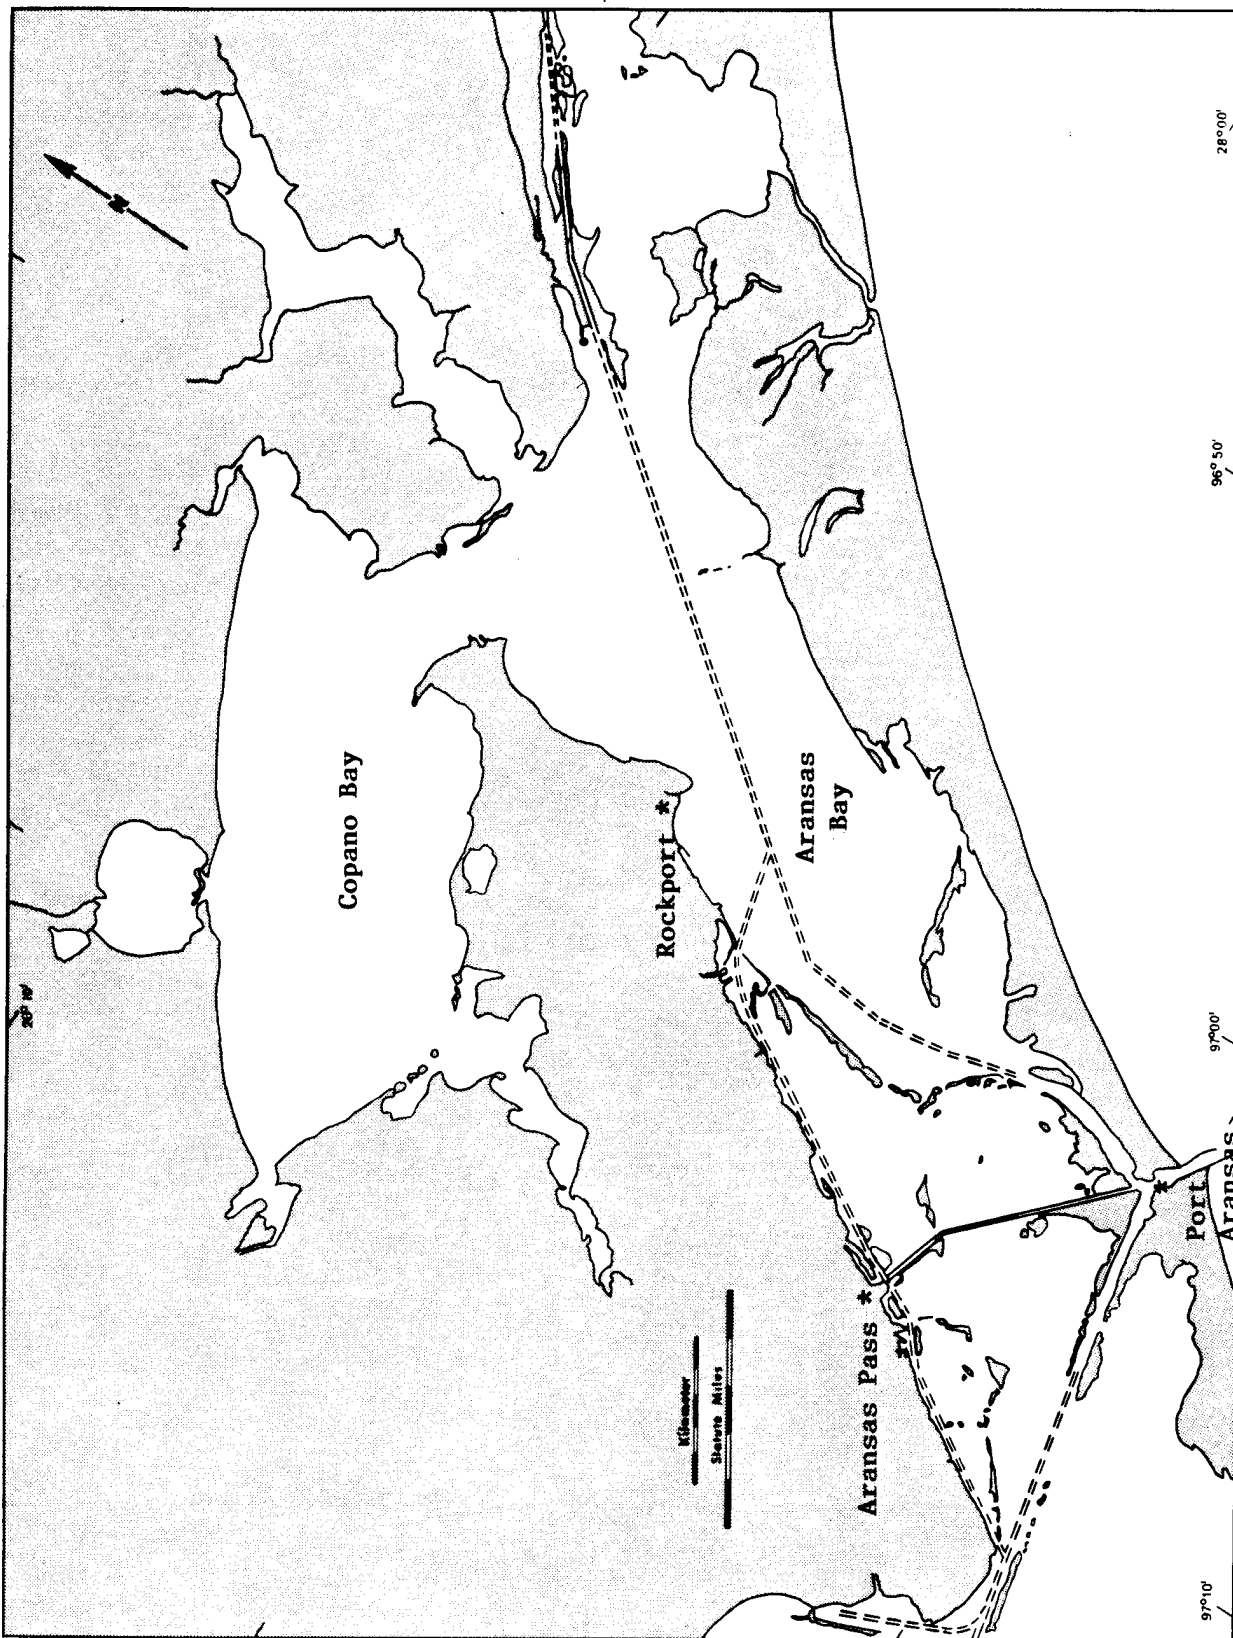 28°00'
96° 50'
Copano Bay
Aransas
Bay
Rockport *
N
97°00'
Port
Aransas
*
Aransas Pass *
Kilometer
Statute Miles
97°10'